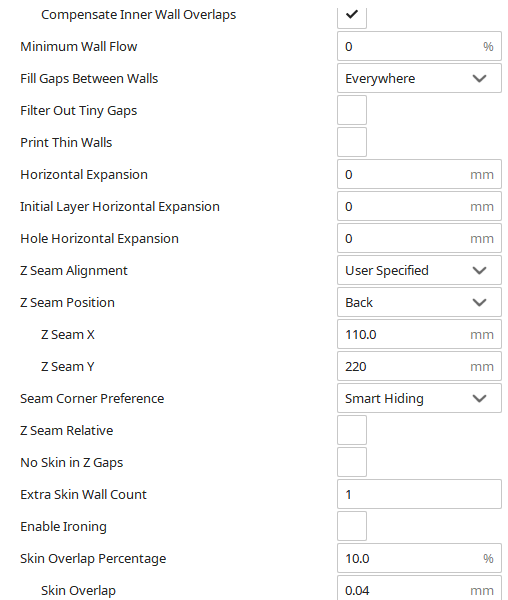 Compensate Inner Wall Overlaps
Minimum Wall Flow 0 %
Fill Gaps Between Walls Everywhere
Filter Out Tiny Gaps
Print Thin Walls
Horizontal Expansion 0 mm
Initial Layer Horizontal Expansion 0 mm
Hole Horizontal Expansion 0 mm
Z Seam Alignment User Specified
Z Seam Position Back
Z Seam X 110.0 mm
Z Seam Y 220 mm
Seam Corner Preference Smart Hiding
Z Seam Relative
No Skin in Z Gaps
Extra Skin Wall Count 1
Enable Ironing
Skin Overlap Percentage 10.0 %
Skin Overlap 0.04 mm